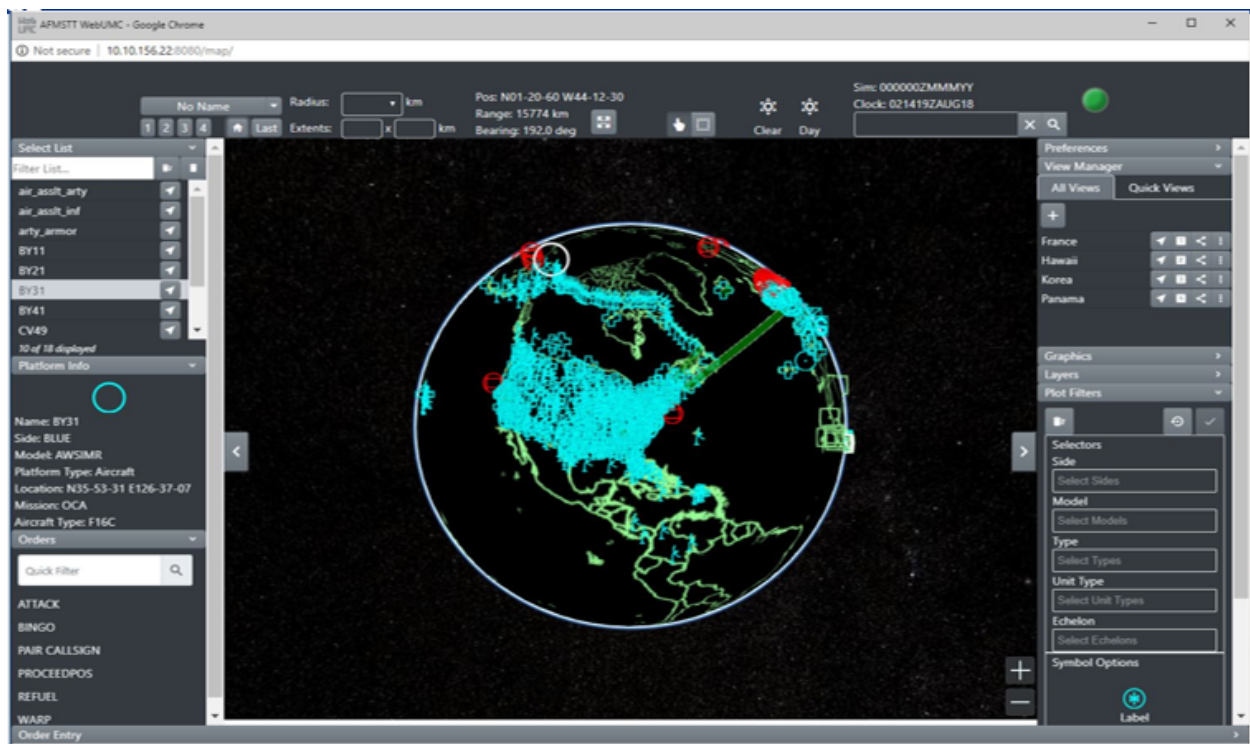 AFMSTT WebUMC - Google Chrome
Not secure | 10.10.156.22:8080/map/
No Name
1 2 3 4 Last
Radius: km
Extents: x km
Pos: N01-20-60 W44-12-30
Range: 15774 km
Bearing: 192.0 deg
Clear Day
Sim: 000000ZMMMYY
Clock: 021419ZAUG18
Select List
Filter List...
air_asslt_arty
air_asslt_inf
arty_armor
BY11
BY21
BY31
BY41
CV49
10 of 18 displayed
Platform Info
Name: BY31
Side: BLUE
Model: AWSIMR
Platform Type: Aircraft
Location: N35-53-31 E126-37-07
Mission: OCA
Aircraft Type: F16C
Orders
Quick Filter
ATTACK
BINGO
PAIR CALLSIGN
PROCEEDPOS
REFUEL
WARP
Order Entry
Preferences
View Manager
All Views Quick Views
France
Hawaii
Korea
Panama
Graphics
Layers
Plot Filters
Selectors
Side
Select Sides
Model
Select Models
Type
Select Types
Unit Type
Select Unit Types
Echelon
Select Echelons
Symbol Options
Label